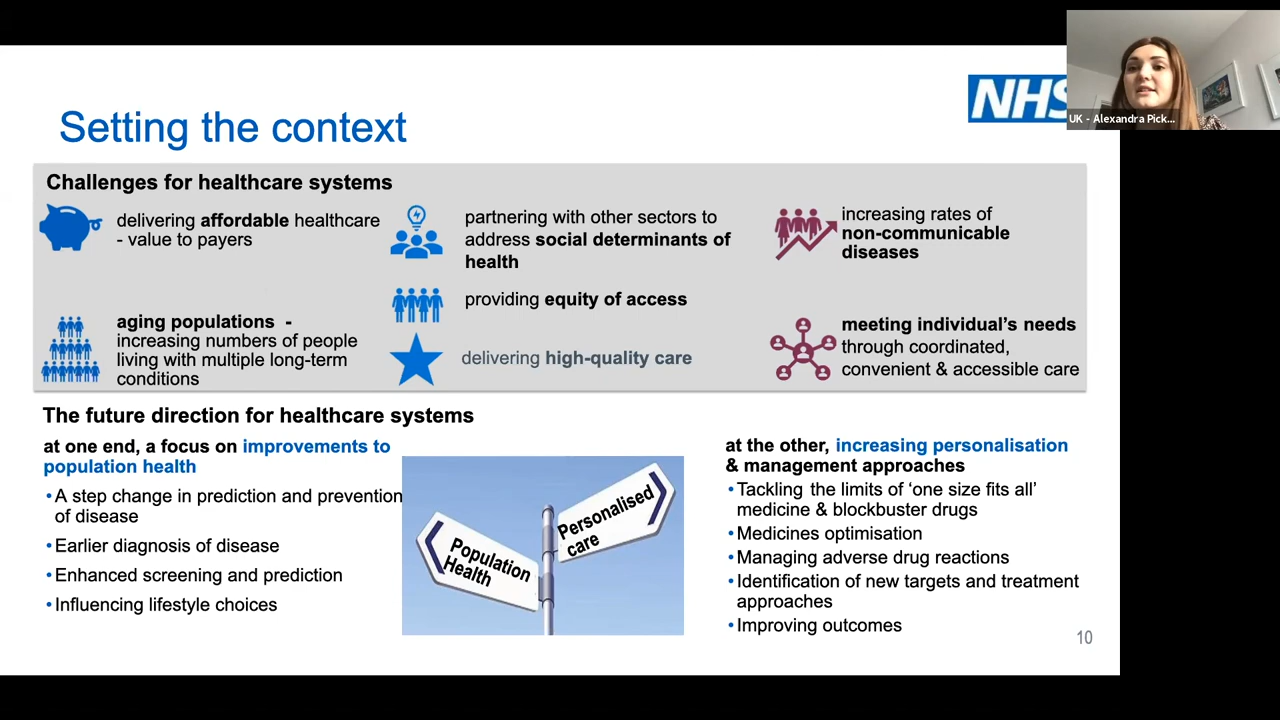 Setting the context
NHS
UK - Alexandra Pick...
Challenges for healthcare systems
delivering affordable healthcare
- value to payers
partnering with other sectors to
address social determinants of
health
increasing rates of
non-communicable
diseases
providing equity of access
aging populations -
increasing numbers of people
living with multiple long-term
conditions
delivering high-quality care
meeting individual's needs
through coordinated,
convenient & accessible care
The future direction for healthcare systems
at one end, a focus on improvements to
population health
•A step change in prediction and prevention
of disease
•Earlier diagnosis of disease
•Enhanced screening and prediction
•Influencing lifestyle choices
Population
Health
Personalised
care
at the other, increasing personalisation
& management approaches
•Tackling the limits of ‘one size fits all’
medicine & blockbuster drugs
•Medicines optimisation
•Managing adverse drug reactions
•Identification of new targets and treatment
approaches
•Improving outcomes
10